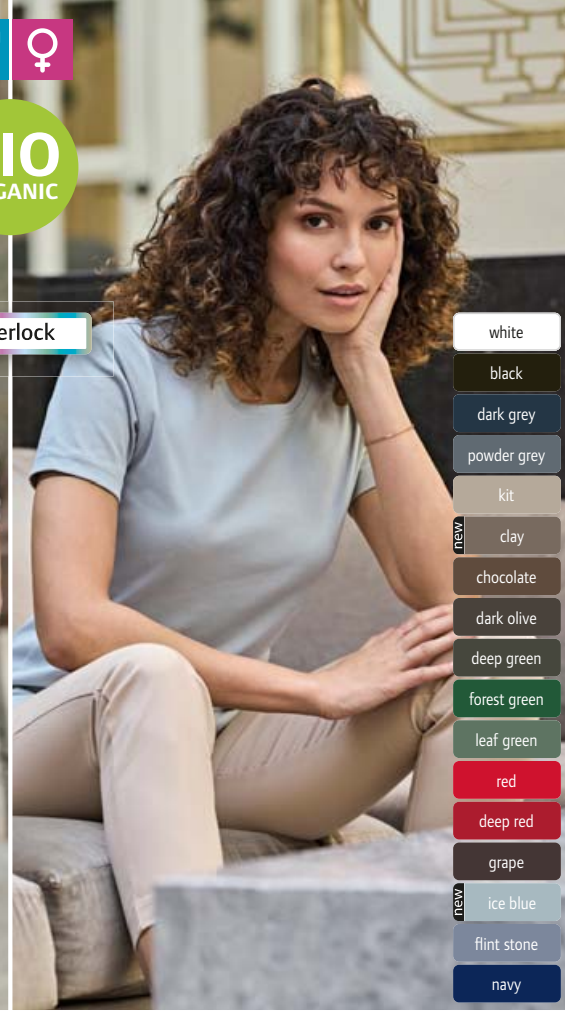 IO
GANIC
erlock
white
black
dark grey
powder grey
kit
new
clay
chocolate
dark olive
deep green
forest green
leaf green
red
deep red
grape
new
ice blue
flint stone
navy